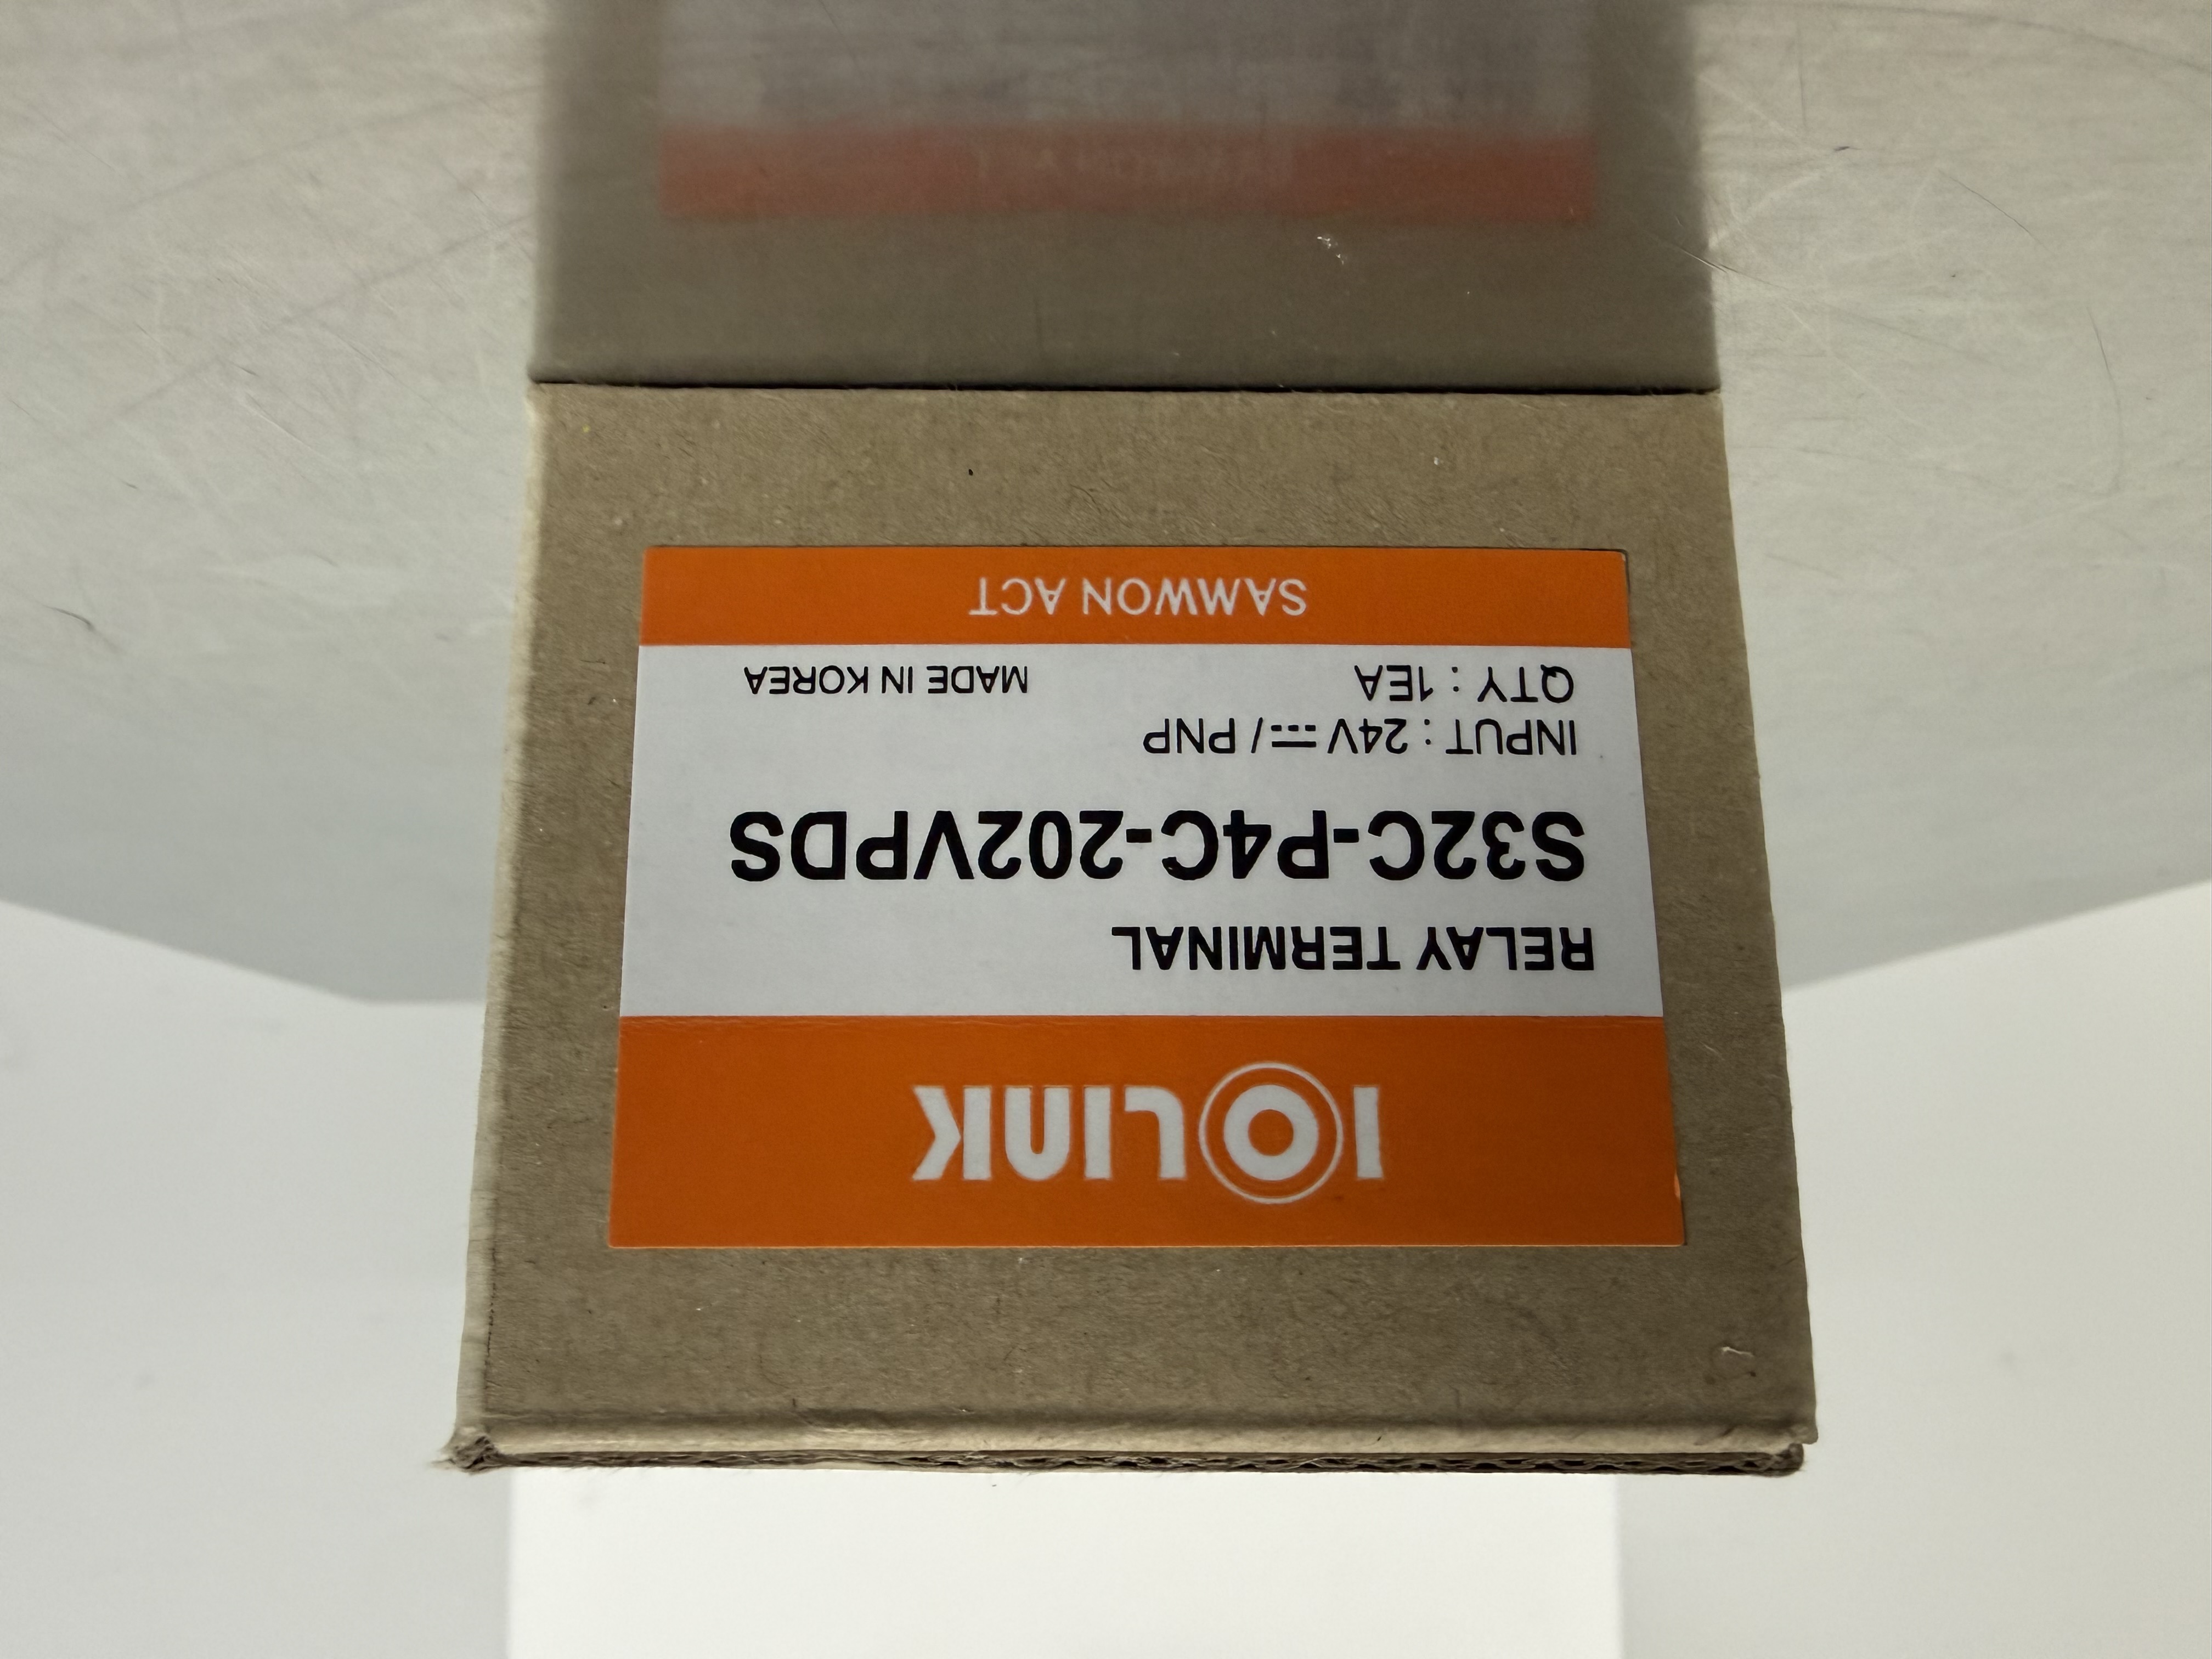 IOLINK
RELAY TERMINAL
S32C-P4C-202VPDS
INPUT : 24V⎓ / PNP
QTY : 1EA MADE IN KOREA
SAMWON ACT